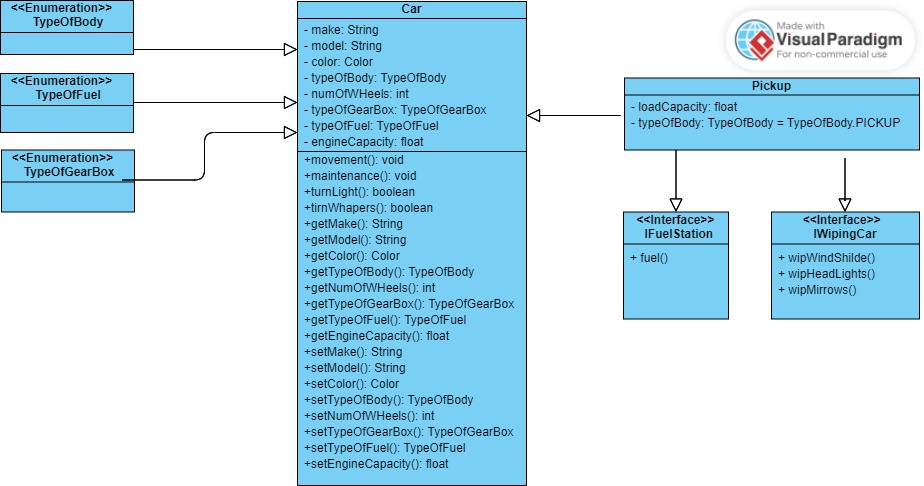 <<Enumeration>>
TypeOfBody
<<Enumeration>>
TypeOfFuel
<<Enumeration>>
TypeOfGearBox
Car
- make: String
- model: String
- color: Color
- typeOfBody: TypeOfBody
- numOfWheels: int
- typeOfGearBox: TypeOfGearBox
- typeOfFuel: TypeOfFuel
- engineCapacity: float
+movement(): void
+maintenance(): void
+turnLight(): boolean
+tirnWhapers(): boolean
+getMake(): String
+getModel(): String
+getColor(): Color
+getTypeOfBody(): TypeOfBody
+getNumOfWHeels(): int
+getTypeOfGearBox(): TypeOfGearBox
+getTypeOfFuel(): TypeOfFuel
+getEngineCapacity(): float
+setMake(): String
+setModel(): String
+setColor(): Color
+setTypeOfBody(): TypeOfBody
+setNumOfWHeels(): int
+setTypeOfGearBox(): TypeOfGearBox
+setTypeOfFuel(): TypeOfFuel
+setEngineCapacity(): float
Made with
Visual Paradigm
For non-commercial use
Pickup
- loadCapacity: float
- typeOfBody: TypeOfBody = TypeOfBody.PICKUP
<<Interface>>
IFuelStation
+ fuel()
<<Interface>>
IWipingCar
+ wipWindShilde()
+ wipHeadLights()
+ wipMirrows()